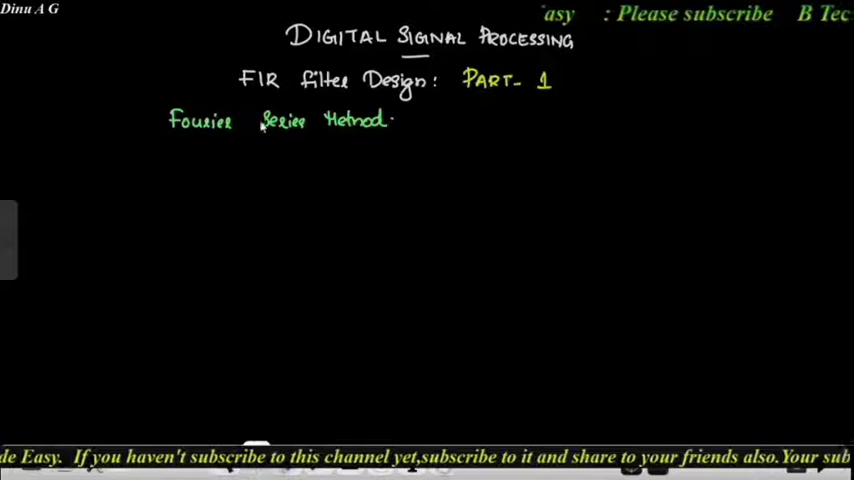 Dinu A G
asy : Please subscribe B Tec
DIGITAL SIGNAL PROCESSING
FIR Filter Design: PART- 1
Fourier Series Method.
de Easy. If you haven't subscribe to this channel yet,subscribe to it and share to your friends also.Your sub